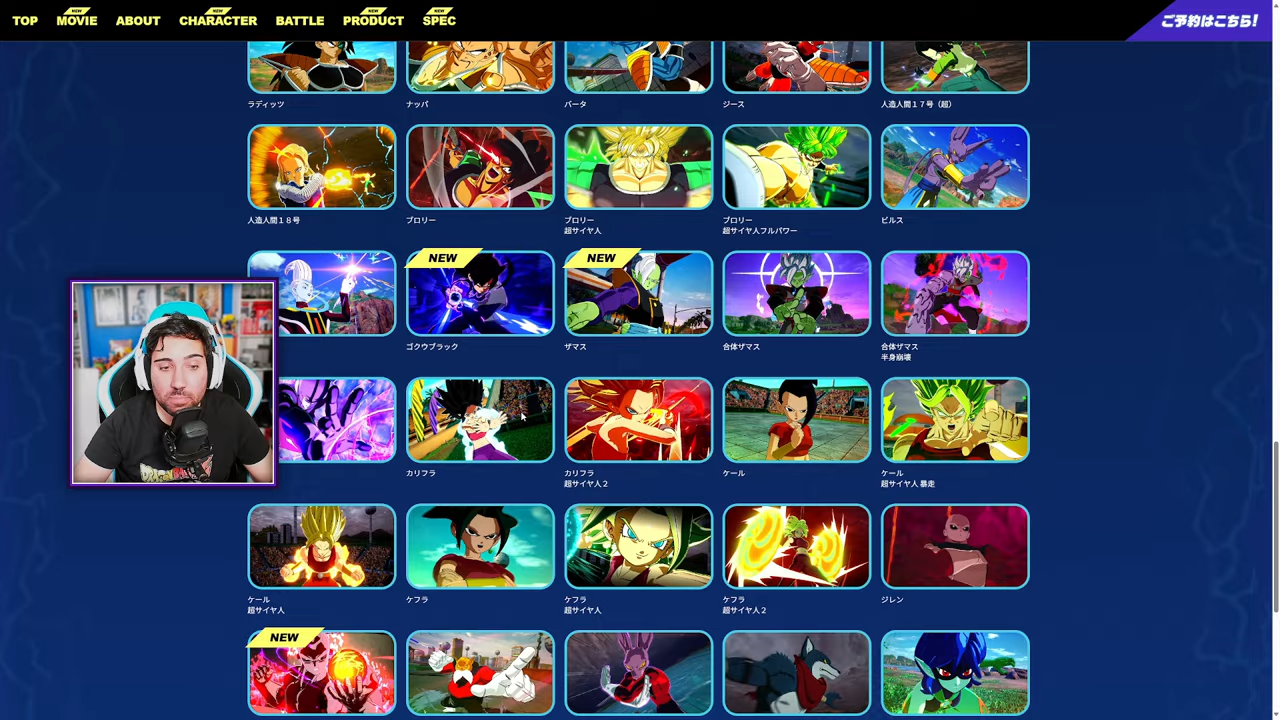 TOP
NEW
MOVIE
ABOUT
NEW
CHARACTER
BATTLE
NEW
PRODUCT
NEW
SPEC
ご予約はこちら!
ラディッツ
ナッパ
バータ
ジース
人造人間１７号（超）
人造人間１８号
ブロリー
ブロリー
超サイヤ人
ブロリー
超サイヤ人フルパワー
ビルス
NEW
NEW
ゴクウブラック
ザマス
合体ザマス
合体ザマス
半身崩壊
カリフラ
カリフラ
超サイヤ人２
ケール
ケール
超サイヤ人 暴走
ケール
超サイヤ人
ケフラ
ケフラ
超サイヤ人
ケフラ
超サイヤ人２
ジレン
NEW